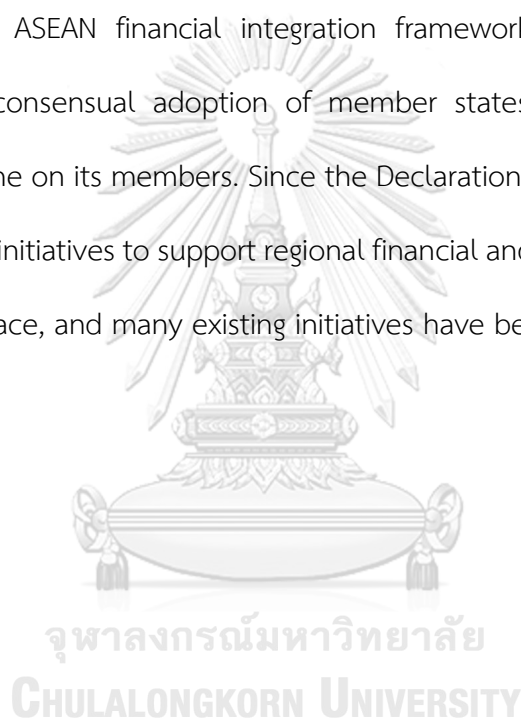 ASEAN financial integration framework
consensual adoption of member states
ne on its members. Since the Declaration
initiatives to support regional financial and
ace, and many existing initiatives have be
จุฬาลงกรณ์มหาวิทยาลัย
CHULALONGKORN UNIVERSITY